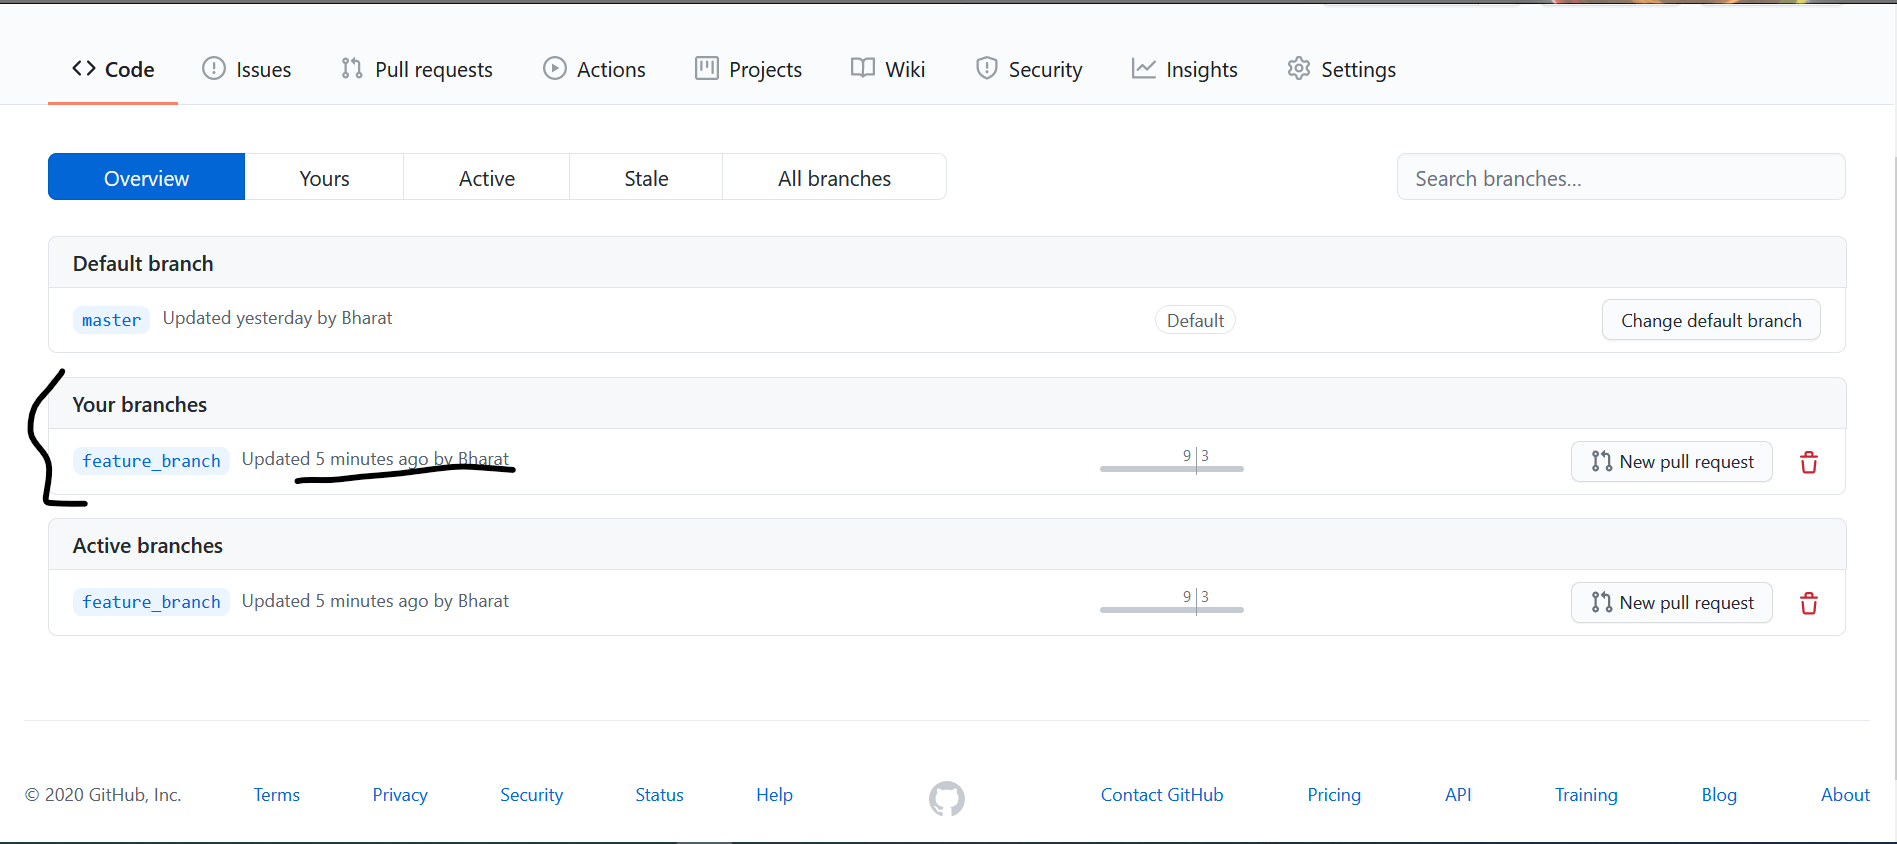 Code Issues Pull requests Actions Projects Wiki Security Insights Settings
Overview Yours Active Stale All branches Search branches...
Default branch
master Updated yesterday by Bharat Default Change default branch
Your branches
feature_branch Updated 5 minutes ago by Bharat 9 3 New pull request
Active branches
feature_branch Updated 5 minutes ago by Bharat 9 3 New pull request
© 2020 GitHub, Inc. Terms Privacy Security Status Help Contact GitHub Pricing API Training Blog About